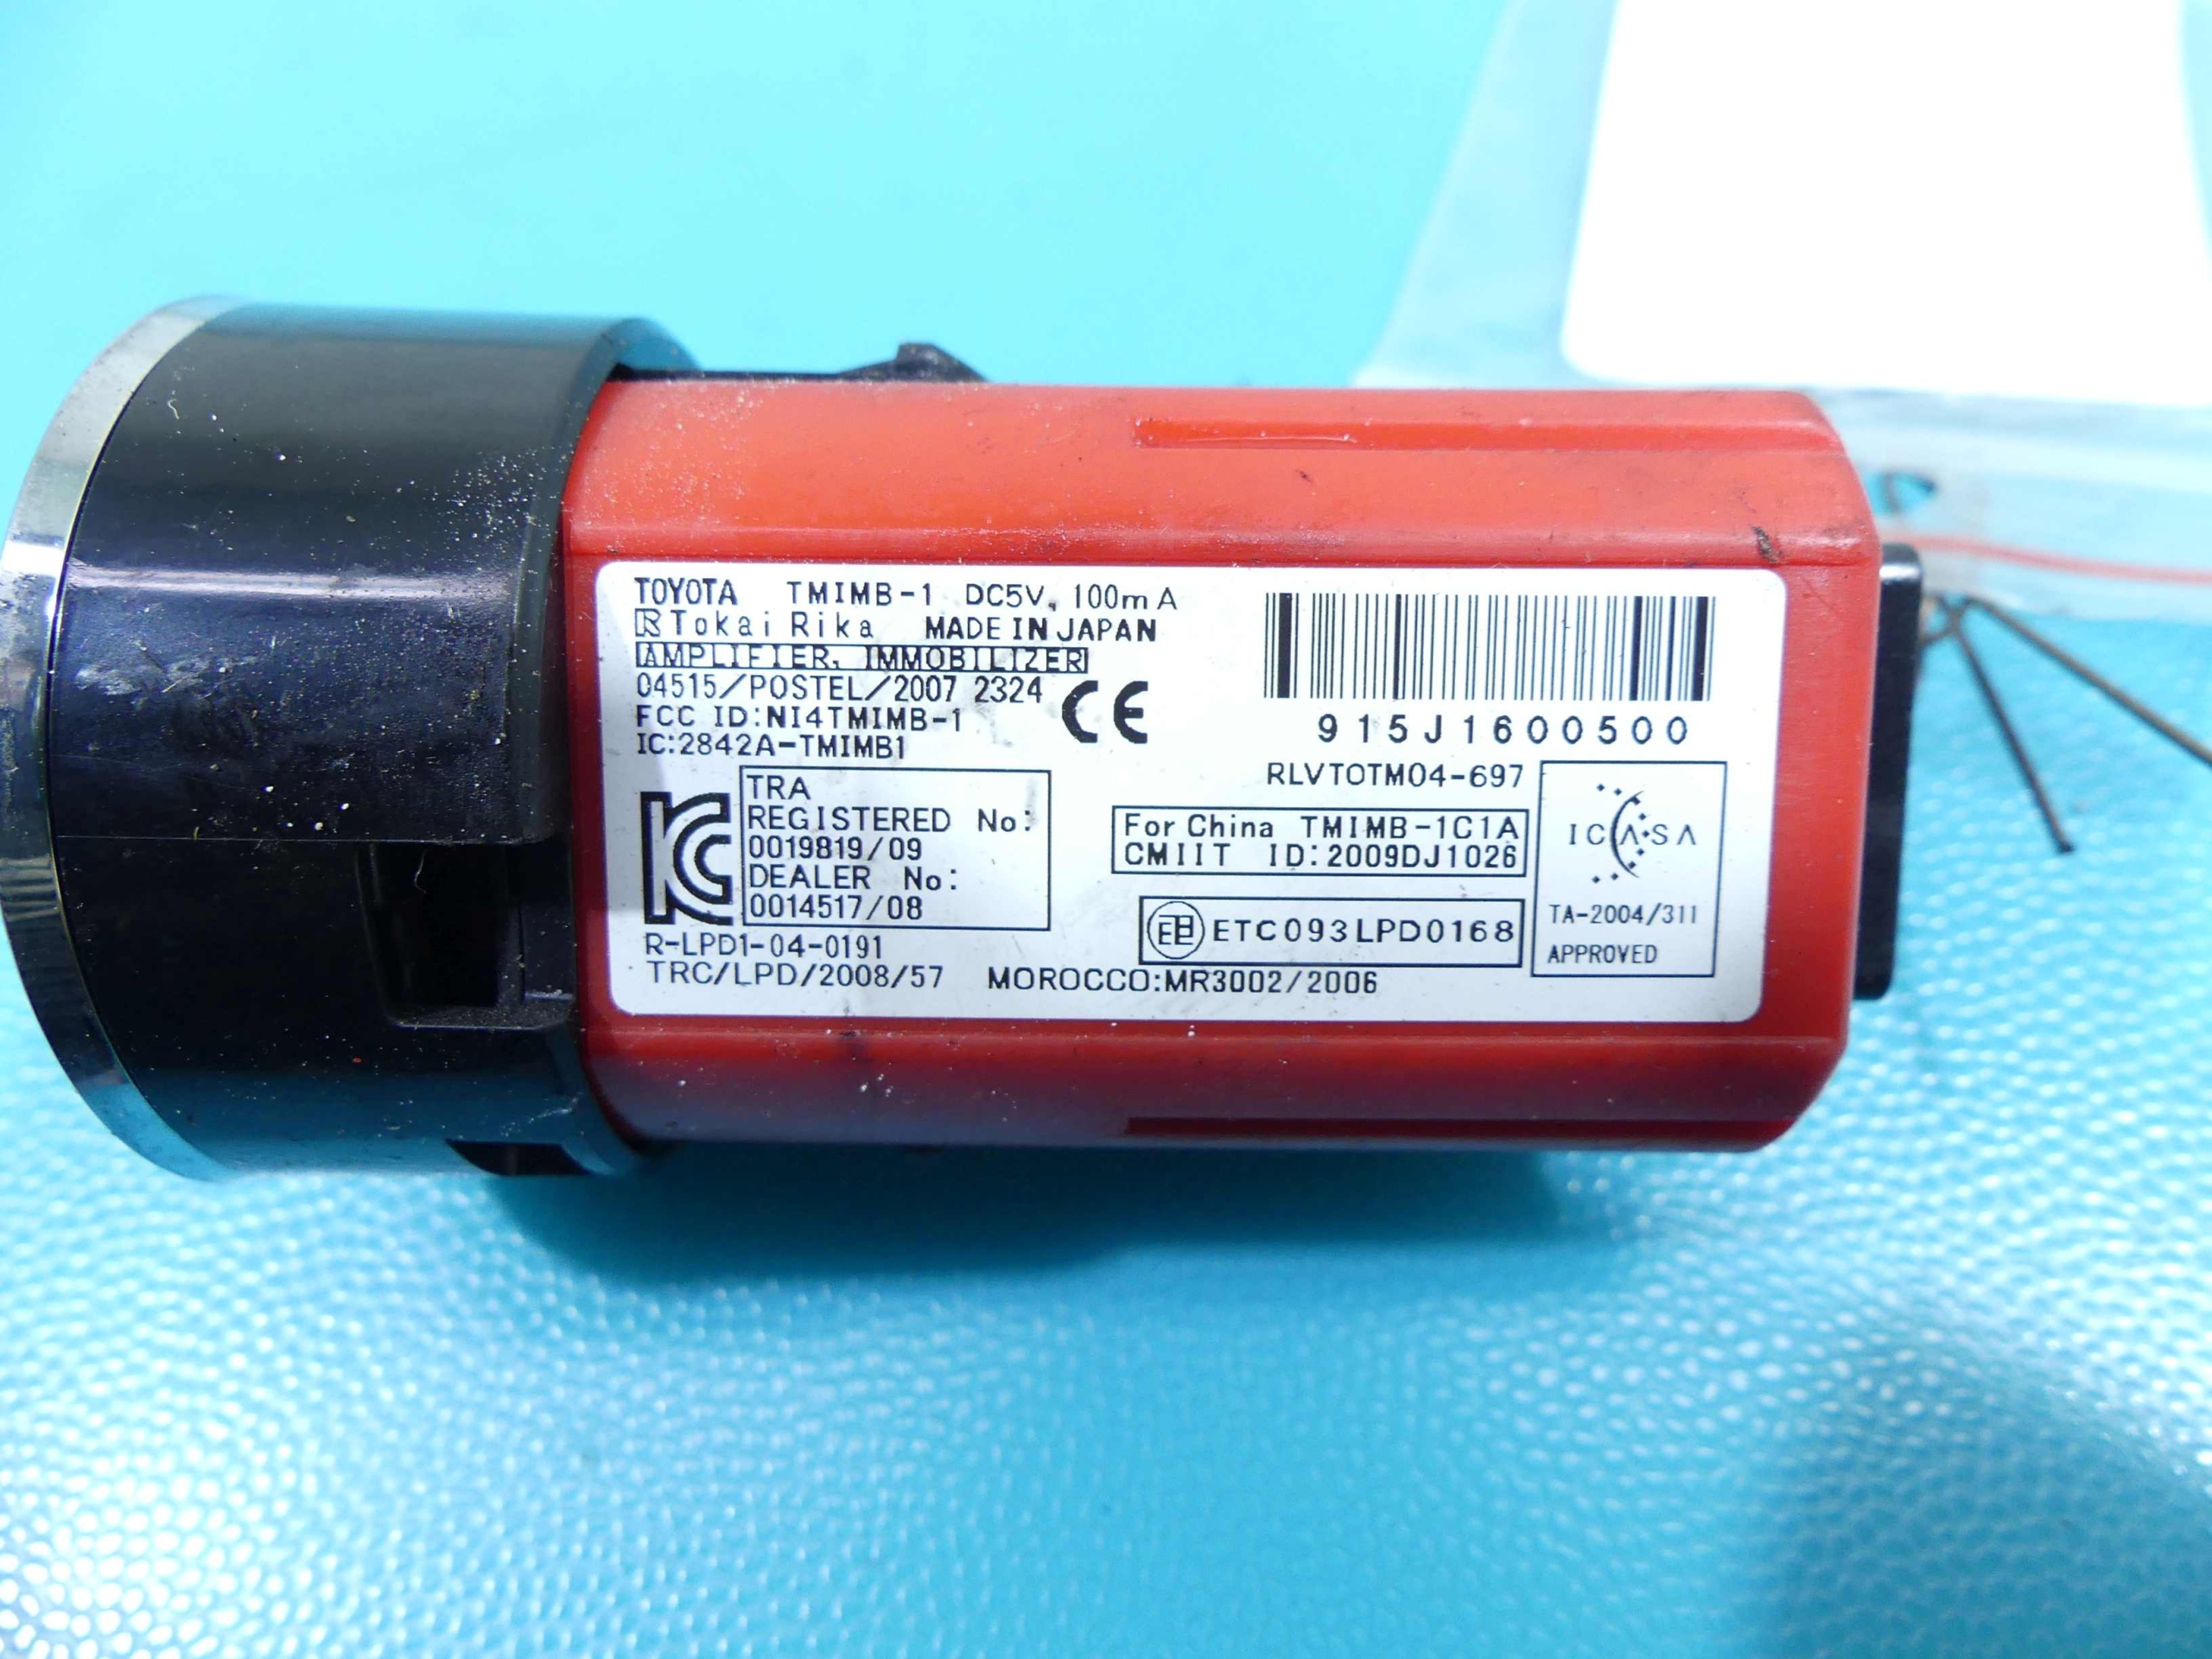 TOYOTA TMIMB-1 DC5V, 100mA
Tokai Rika MADE IN JAPAN
AMPLIFIER, IMMOBILIZER
04515/POSTEL/2007 2324
CE
FCC ID:NI4TMIMB-1
IC:2842A-TMIMB1
915J1600500
RLVTOTM04-697
TRA
REGISTERED No:
0019819/09
DEALER No:
0014517/08
For China TMIMB-1C1A
CMIIT ID:2009DJ1026
ICASA
TA-2004/311
APPROVED
ETC093LPD0168
R-LPD1-04-0191
TRC/LPD/2008/57 MOROCCO:MR3002/2006